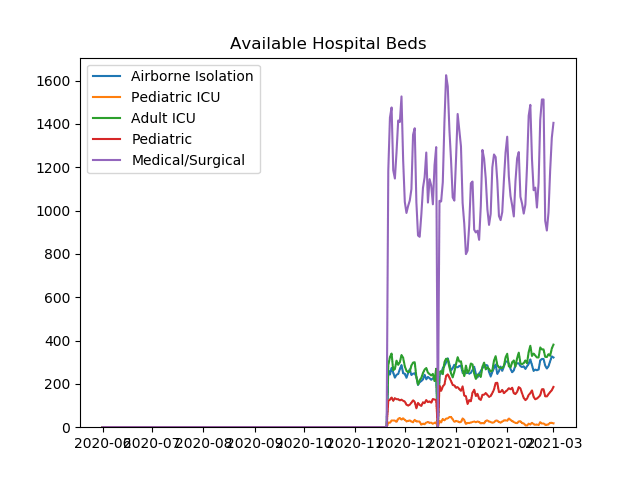 Available Hospital Beds
Airborne Isolation
Pediatric ICU
Adult ICU
Pediatric
Medical/Surgical
1600
1400
1200
1000
800
600
400
200
0
2020-06 2020-07 2020-08 2020-09 2020-10 2020-11 2020-12 2021-01 2021-02 2021-03